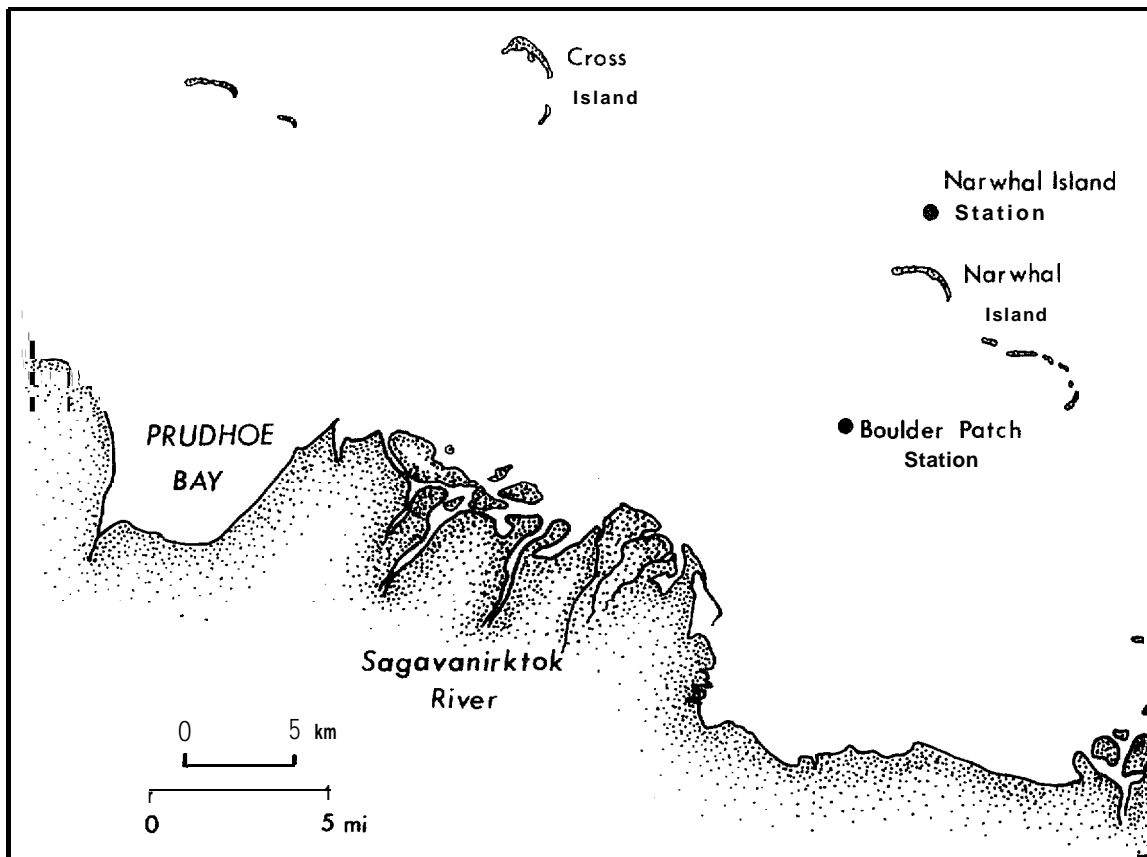 Cross
Island
Narwhal Island
Station
Narwhal
Island
PRUDHOE
BAY
Boulder Patch
Station
Sagavanirktok
River
0 5 km
0 5 mi